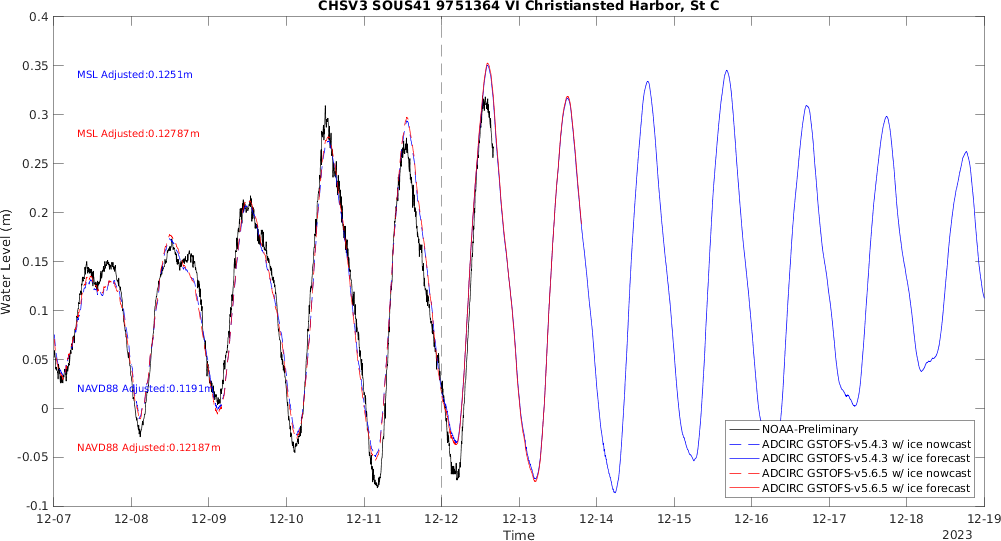 CHSV3 SOUS41 9751364 VI Christiansted Harbor, St C
0.4
0.35
0.3
0.25
0.2
0.15
0.1
0.05
0
-0.05
-0.1
Water Level (m)
MSL Adjusted:0.1251m
MSL Adjusted:0.12787m
NAVD88 Adjusted:0.1191m
NAVD88 Adjusted:0.12187m
NOAA-Preliminary
ADCIRC GSTOFS-v5.4.3 w/ ice nowcast
ADCIRC GSTOFS-v5.4.3 w/ ice forecast
ADCIRC GSTOFS-v5.6.5 w/ ice nowcast
ADCIRC GSTOFS-v5.6.5 w/ ice forecast
12-07 12-08 12-09 12-10 12-11 12-12 12-13 12-14 12-15 12-16 12-17 12-18 12-19
Time
2023